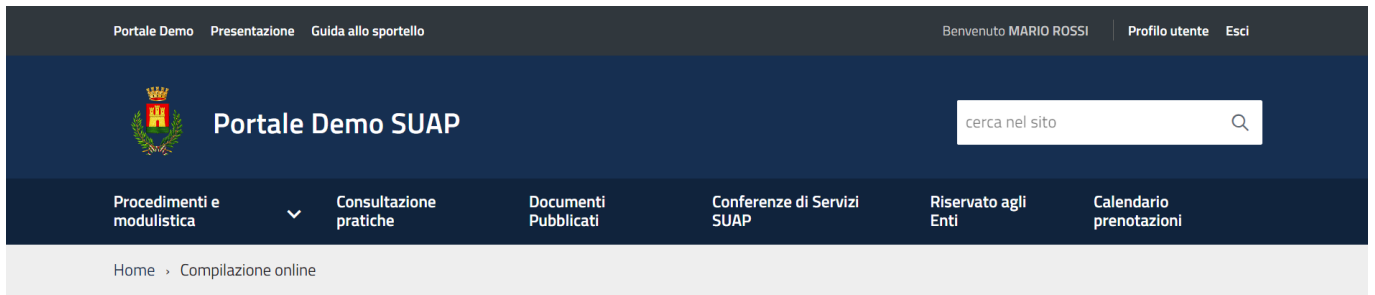 Portale Demo Presentazione Guida allo sportello Benvenuto MARIO ROSSI Profilo utente Esci
Portale Demo SUAP
cerca nel sito
Procedimenti e
modulistica
Consultazione
pratiche
Documenti
Pubblicati
Conferenze di Servizi
SUAP
Riservato agli
Enti
Calendario
prenotazioni
Home › Compilazione online